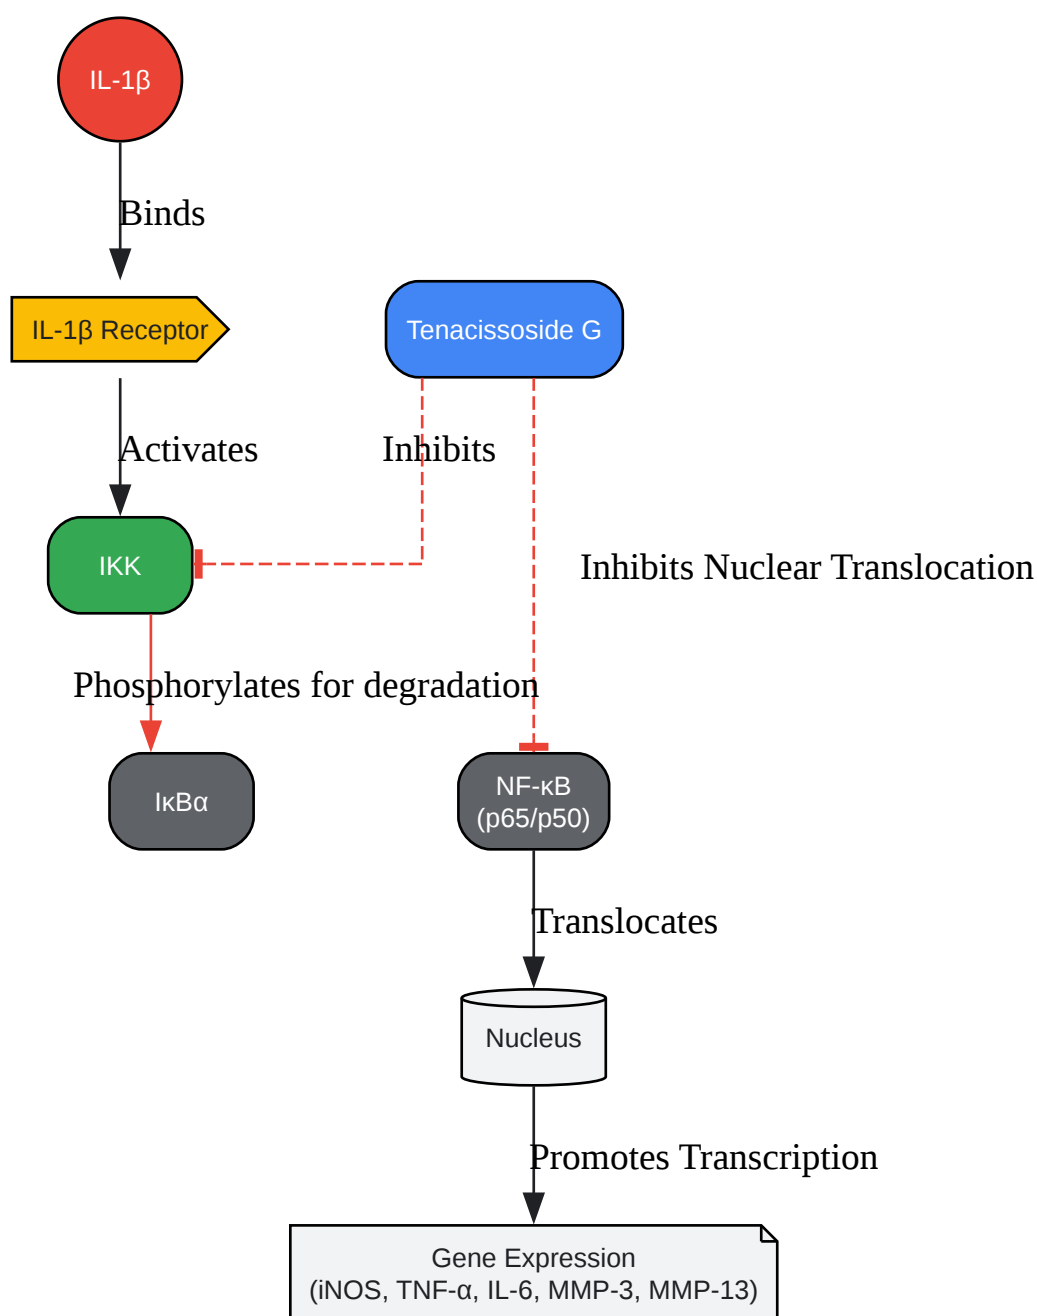 IL-1β
Binds
IL-1β Receptor
Tenacissoside G
Activates
Inhibits
IKK
Inhibits Nuclear Translocation
Phosphorylates for degradation
IκBα
NF-κB
(p65/p50)
Translocates
Nucleus
Promotes Transcription
Gene Expression
(iNOS, TNF-α, IL-6, MMP-3, MMP-13)